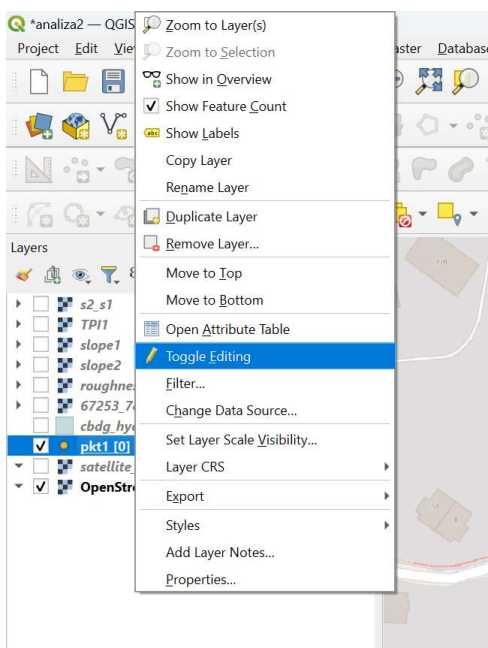 *analiza2 — QGIS
Project Edit Vie
aster Databas
Zoom to Layer(s)
Zoom to Selection
Show in Overview
Show Feature Count
Show Labels
Copy Layer
Rename Layer
Duplicate Layer
Remove Layer...
Move to Top
Move to Bottom
Open Attribute Table
Toggle Editing
Filter...
Change Data Source...
Set Layer Scale Visibility...
Layer CRS
Export
Styles
Add Layer Notes...
Properties...
Layers
s2_s1
TPI1
slope1
slope2
roughne
cbdg_hy
pkt1 [0]
satellite_
OpenStr